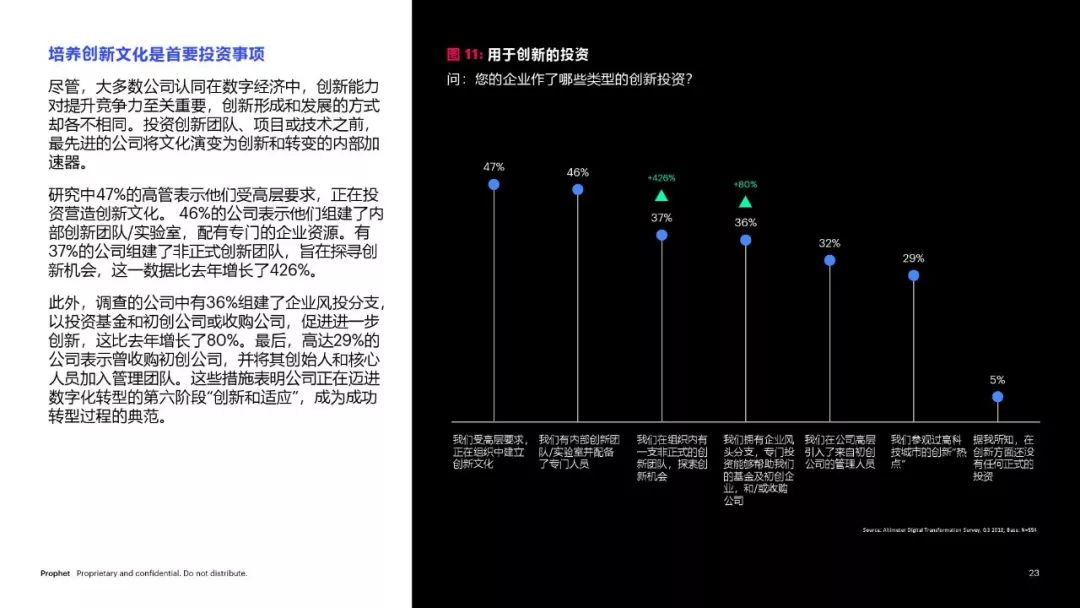 培养创新文化是首要投资事项
尽管，大多数公司认同在数字经济中，创新能力
对提升竞争力至关重要，创新形成和发展的方式
却各不相同。投资创新团队、项目或技术之前，
最先进的公司将文化演变为创新和转变的内部加
速器。
研究中47%的高管表示他们受高层要求，正在投
资营造创新文化。 46%的公司表示他们组建了内
部创新团队/实验室，配有专门的企业资源。有
37%的公司组建了非正式创新团队，旨在探寻创
新机会，这一数据比去年增长了426%。
此外，调查的公司中有36%组建了企业风投分支，
以投资基金和初创公司或收购公司，促进进一步
创新，这比去年增长了80%。最后，高达29%的
公司表示曾收购初创公司，并将其创始人和核心
人员加入管理团队。这些措施表明公司正在迈进
数字化转型的第六阶段“创新和适应”，成为成功
转型过程的典范。
图 11: 用于创新的投资
问：您的企业作了哪些类型的创新投资？
47%
46%
+426%
37%
+80%
36%
32%
29%
5%
我们受高层要求，
正在组织中建立
创新文化
我们有内部创新团
队/实验室并配备
了专门人员
我们在组织内有
一支非正式的创
新团队，探索创
新机会
我们拥有企业风
头分支，专门投
资能够帮助我们
的基金及初创企
业，和/或收购
公司
我们在公司高层
引入了来自初创
公司的管理人员
我们参观过高科
技城市的创新“热
点”
据我所知，在
创新方面还没
有任何正式的
投资
Source: Altimeter Digital Transformation Survey, Q3 2018; Base: N=554
Prophet Proprietary and confidential. Do not distribute.
23